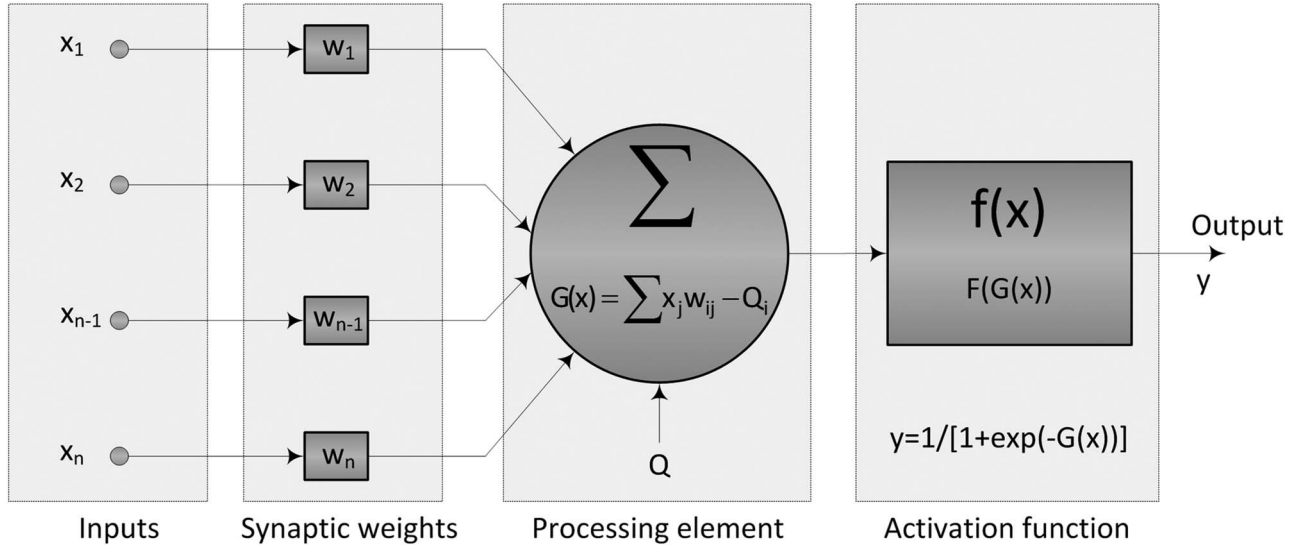 x1
w1
x2
w2
xn-1
wn-1
xn
wn
∑
G(x) = ∑xjwij – Qi
Q
f(x)
F(G(x))
y=1/[1+exp(-G(x))]
Output
y
Inputs
Synaptic weights
Processing element
Activation function